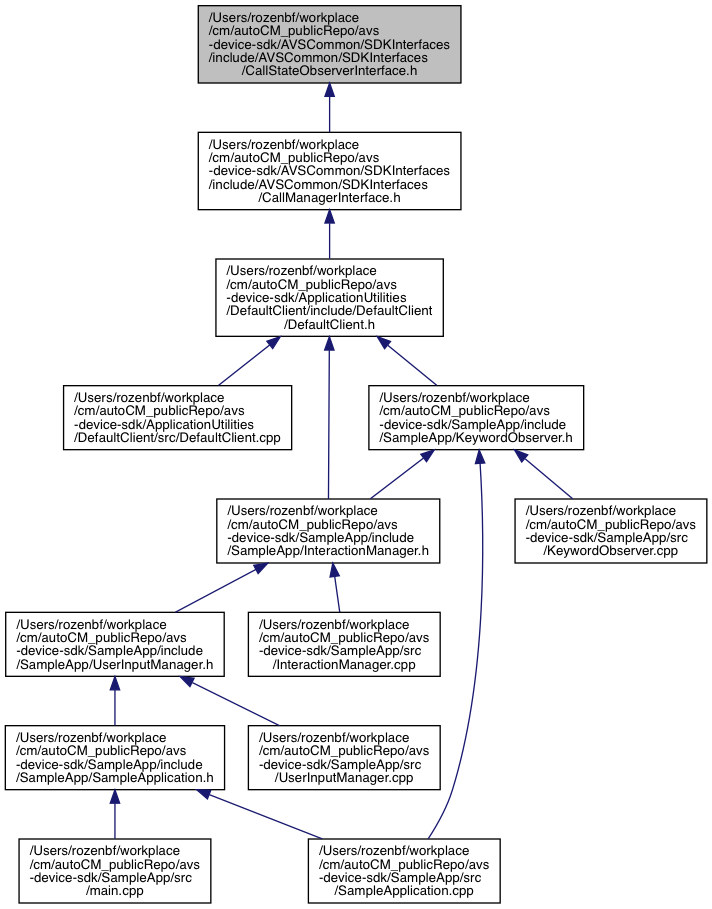 /Users/rozenbf/workplace
/cm/autoCM_publicRepo/avs
-device-sdk/AVSCommon/SDKInterfaces
/include/AVSCommon/SDKInterfaces
/CallStateObserverInterface.h
/Users/rozenbf/workplace
/cm/autoCM_publicRepo/avs
-device-sdk/AVSCommon/SDKInterfaces
/include/AVSCommon/SDKInterfaces
/CallManagerInterface.h
/Users/rozenbf/workplace
/cm/autoCM_publicRepo/avs
-device-sdk/ApplicationUtilities
/DefaultClient/include/DefaultClient
/DefaultClient.h
/Users/rozenbf/workplace
/cm/autoCM_publicRepo/avs
-device-sdk/ApplicationUtilities
/DefaultClient/src/DefaultClient.cpp
/Users/rozenbf/workplace
/cm/autoCM_publicRepo/avs
-device-sdk/SampleApp/include
/SampleApp/KeywordObserver.h
/Users/rozenbf/workplace
/cm/autoCM_publicRepo/avs
-device-sdk/SampleApp/include
/SampleApp/InteractionManager.h
/Users/rozenbf/workplace
/cm/autoCM_publicRepo/avs
-device-sdk/SampleApp/src
/KeywordObserver.cpp
/Users/rozenbf/workplace
/cm/autoCM_publicRepo/avs
-device-sdk/SampleApp/include
/SampleApp/UserInputManager.h
/Users/rozenbf/workplace
/cm/autoCM_publicRepo/avs
-device-sdk/SampleApp/src
/InteractionManager.cpp
/Users/rozenbf/workplace
/cm/autoCM_publicRepo/avs
-device-sdk/SampleApp/include
/SampleApp/SampleApplication.h
/Users/rozenbf/workplace
/cm/autoCM_publicRepo/avs
-device-sdk/SampleApp/src
/UserInputManager.cpp
/Users/rozenbf/workplace
/cm/autoCM_publicRepo/avs
-device-sdk/SampleApp/src
/main.cpp
/Users/rozenbf/workplace
/cm/autoCM_publicRepo/avs
-device-sdk/SampleApp/src
/SampleApplication.cpp